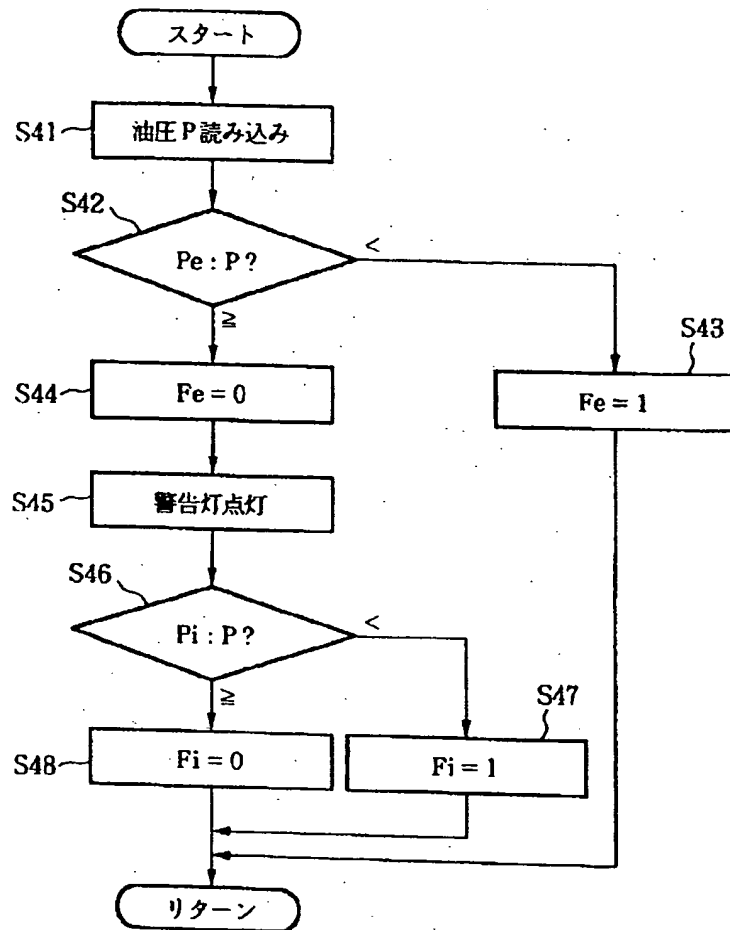 スタート
S41
油圧P読み込み
S42
Pe : P ?
<
≧
S43
Fe = 1
S44
Fe = 0
S45
警告灯点灯
S46
Pi : P ?
<
≧
S47
Fi = 1
S48
Fi = 0
リターン